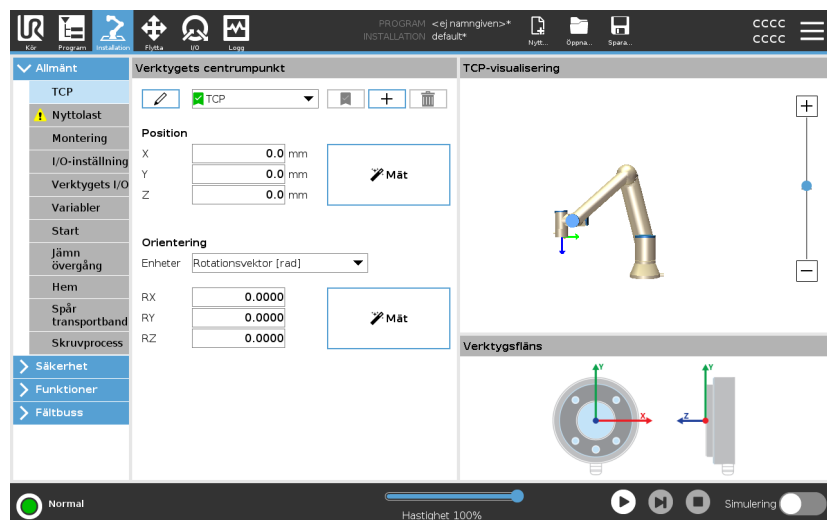 UR
Kör
Program
Installation
Flytta
I/O
Logg
PROGRAM <ej namngiven>*
INSTALLATION default*
Nytt...
Öppna...
Spara...
CCCC
CCCC
Allmänt
TCP
Nyttolast
Montering
I/O-inställning
Verktygets I/O
Variabler
Start
Jämn
övergång
Hem
Spår
transportband
Skruvprocess
Säkerhet
Funktioner
Fältbuss
Verktygets centrumpunkt
TCP
Position
X 0.0 mm
Y 0.0 mm
Z 0.0 mm
Mät
Orientering
Enheter Rotationsvektor [rad]
RX 0.0000
RY 0.0000
RZ 0.0000
Mät
TCP-visualisering
Verktygsfläns
Y
X
Y
Z
Normal
Hastighet 100%
Simulering